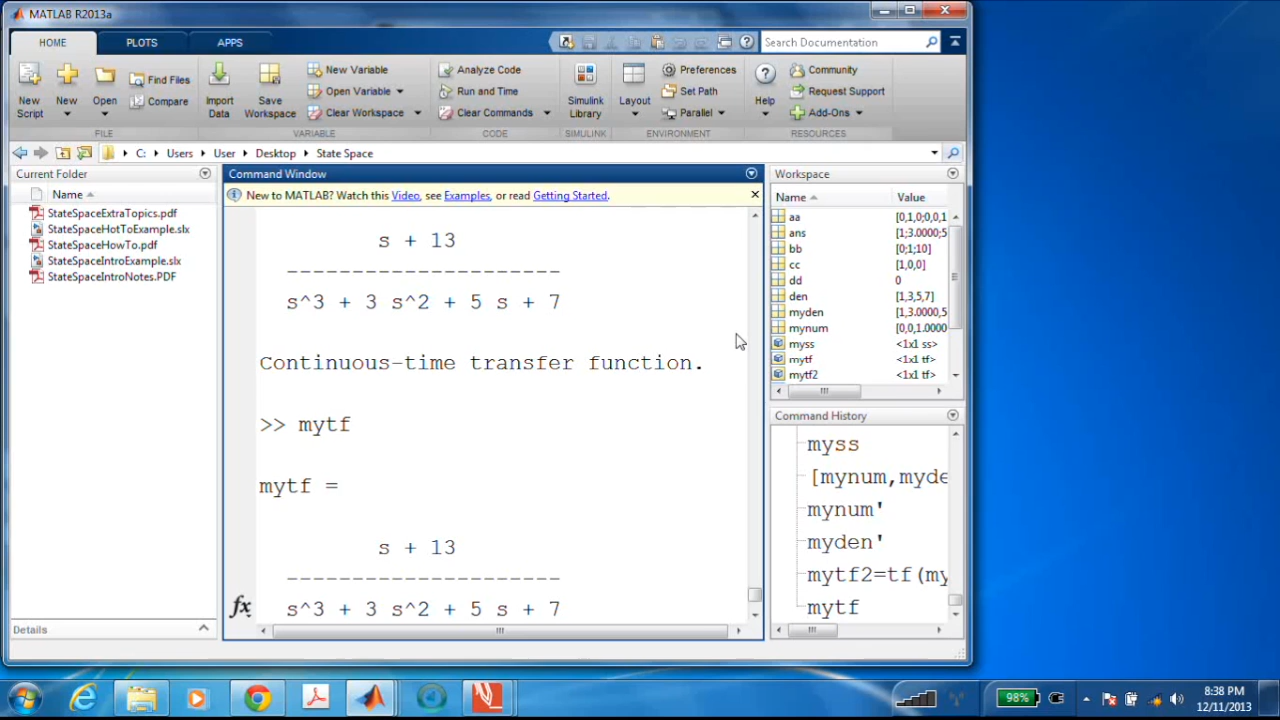 MATLAB R2013a
HOME PLOTS APPS
Search Documentation
New Script
New
Open
Find Files
Compare
Import Data
Save Workspace
New Variable
Open Variable
Clear Workspace
Analyze Code
Run and Time
Clear Commands
Simulink Library
Layout
Preferences
Set Path
Parallel
Help
Community
Request Support
Add-Ons
FILE VARIABLE CODE SIMULINK ENVIRONMENT RESOURCES
C: Users User Desktop State Space
Current Folder
Name
StateSpaceExtraTopics.pdf
StateSpaceHotToExample.slx
StateSpaceHowTo.pdf
StateSpaceIntroExample.slx
StateSpaceIntroNotes.PDF
Details
Command Window
New to MATLAB? Watch this Video, see Examples, or read Getting Started.
s + 13
---------------------
s^3 + 3 s^2 + 5 s + 7
Continuous-time transfer function.
>> mytf
mytf =
s + 13
---------------------
s^3 + 3 s^2 + 5 s + 7
fx
Workspace
Name Value
aa [0,1,0;0,0,1
ans [1;3.0000;5
bb [0;1;10]
cc [1,0,0]
dd 0
den [1,3,5,7]
myden [1,3.0000,5
mynum [0,0,1.0000
myss <1x1 ss>
mytf <1x1 tf>
mytf2 <1x1 tf>
Command History
myss
[mynum,myde
mynum'
myden'
mytf2=tf(my
mytf
98%
8:38 PM
12/11/2013